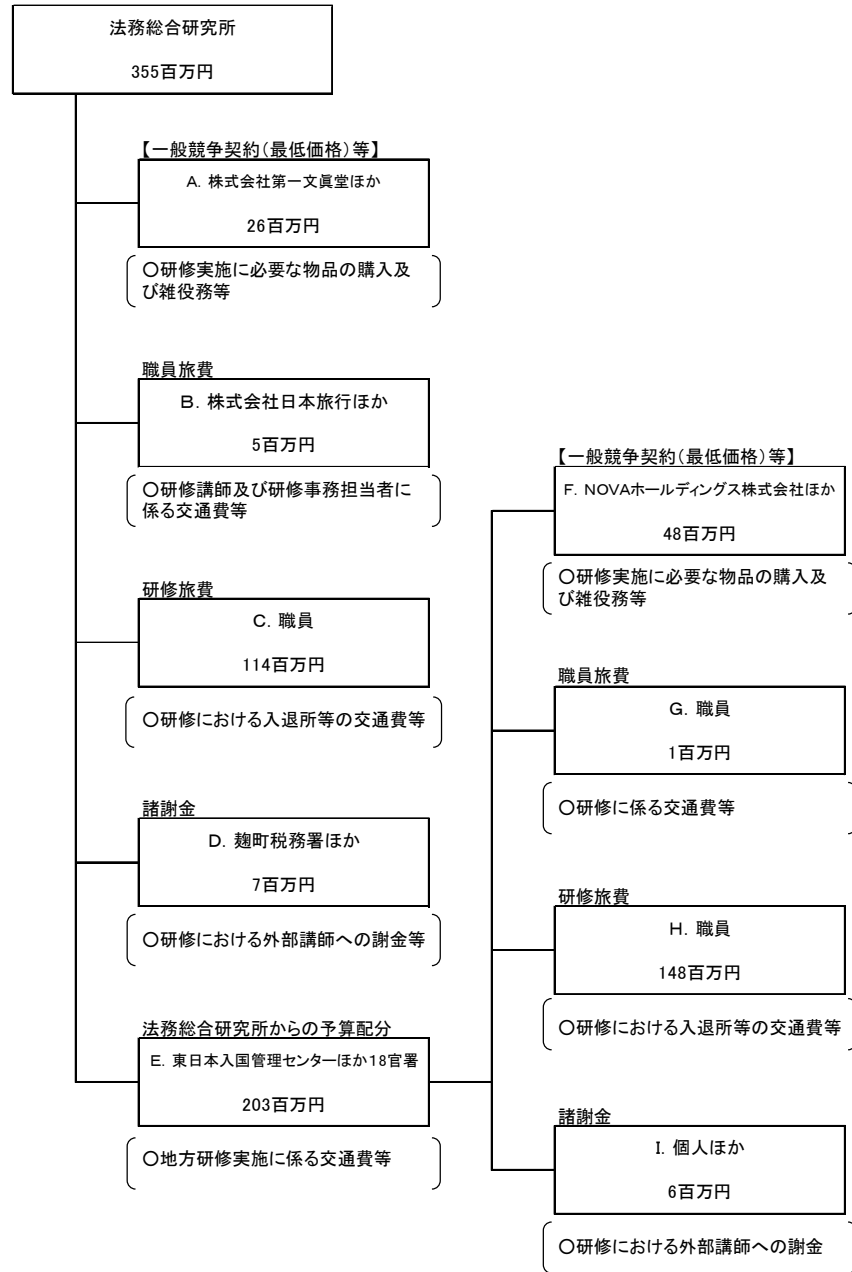 法務総合研究所
355百万円
【一般競争契約(最低価格)等】
A. 株式会社第一文眞堂ほか
26百万円
○研修実施に必要な物品の購入及
び雑役務等
職員旅費
B. 株式会社日本旅行ほか
5百万円
○研修講師及び研修事務担当者に
係る交通費等
研修旅費
C. 職員
114百万円
○研修における入退所等の交通費等
諸謝金
D. 麹町税務署ほか
7百万円
○研修における外部講師への謝金等
法務総合研究所からの予算配分
E. 東日本入国管理センターほか18官署
203百万円
○地方研修実施に係る交通費等
【一般競争契約(最低価格)等】
F. NOVAホールディングス株式会社ほか
48百万円
○研修実施に必要な物品の購入及
び雑役務等
職員旅費
G. 職員
1百万円
○研修に係る交通費等
研修旅費
H. 職員
148百万円
○研修における入退所等の交通費等
諸謝金
I. 個人ほか
6百万円
○研修における外部講師への謝金